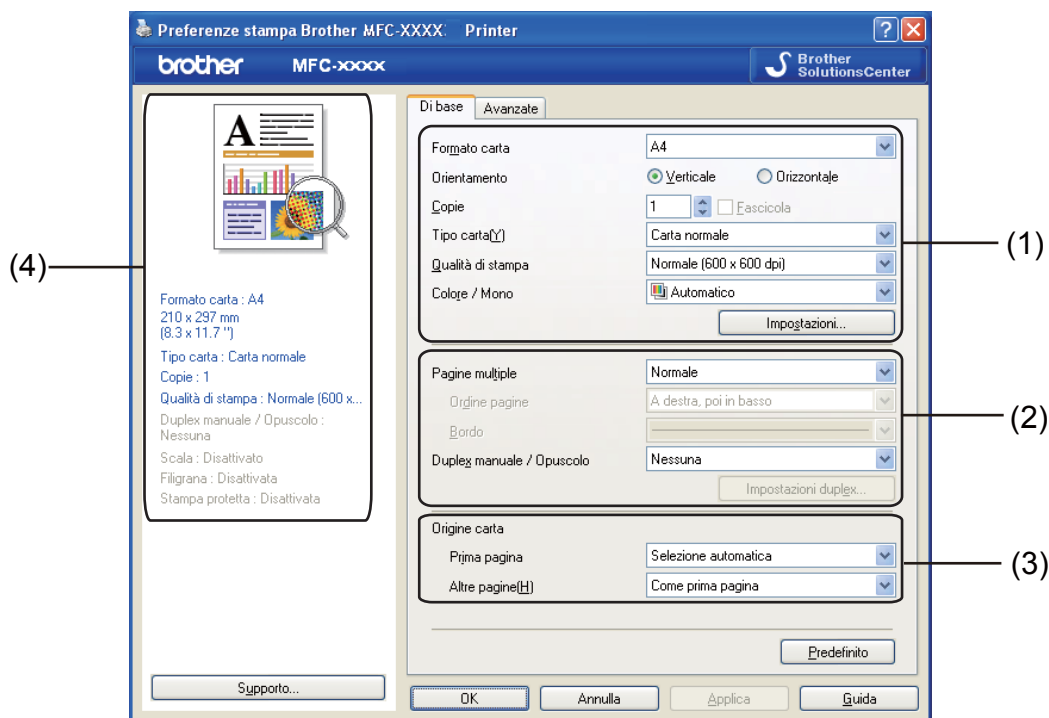 Preferenze stampa Brother MFC-XXXX Printer
brother MFC-xxxx
Brother
SolutionsCenter
A
Formato carta : A4
210 x 297 mm
(8.3 x 11.7 ")
Tipo carta : Carta normale
Copie : 1
Qualità di stampa : Normale (600 x...
Duplex manuale / Opuscolo :
Nessuna
Scala : Disattivato
Filigrana : Disattivata
Stampa protetta : Disattivata
Supporto...
(4)
Di base Avanzate
Formato carta A4
Orientamento Verticale Orizzontale
Copie 1 Fascicola
Tipo carta(Y) Carta normale
Qualità di stampa Normale (600 x 600 dpi)
Colore / Mono Automatico
Impostazioni...
(1)
Pagine multiple Normale
Ordine pagine A destra, poi in basso
Bordo
Duplex manuale / Opuscolo Nessuna
Impostazioni duplex...
(2)
Origine carta
Prima pagina Selezione automatica
Altre pagine(H) Come prima pagina
(3)
Predefinito
OK Annulla Applica Guida